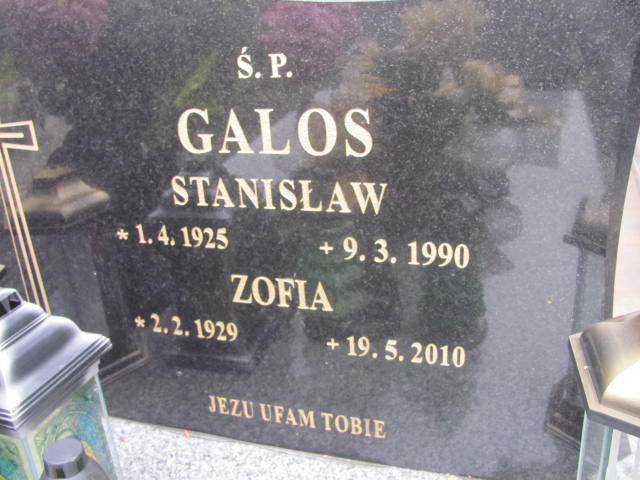 Ś. P.
GALOS
STANISŁAW
* 1. 4. 1925 + 9. 3. 1990
ZOFIA
* 2. 2. 1929 + 19. 5. 2010
JEZU UFAM TOBIE